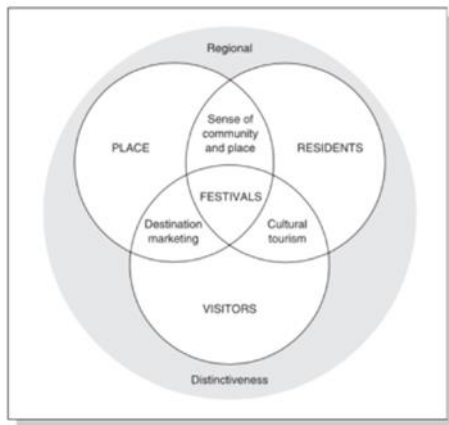 Regional
Sense of
community
and place
PLACE
RESIDENTS
FESTIVALS
Destination
marketing
Cultural
tourism
VISITORS
Distinctiveness